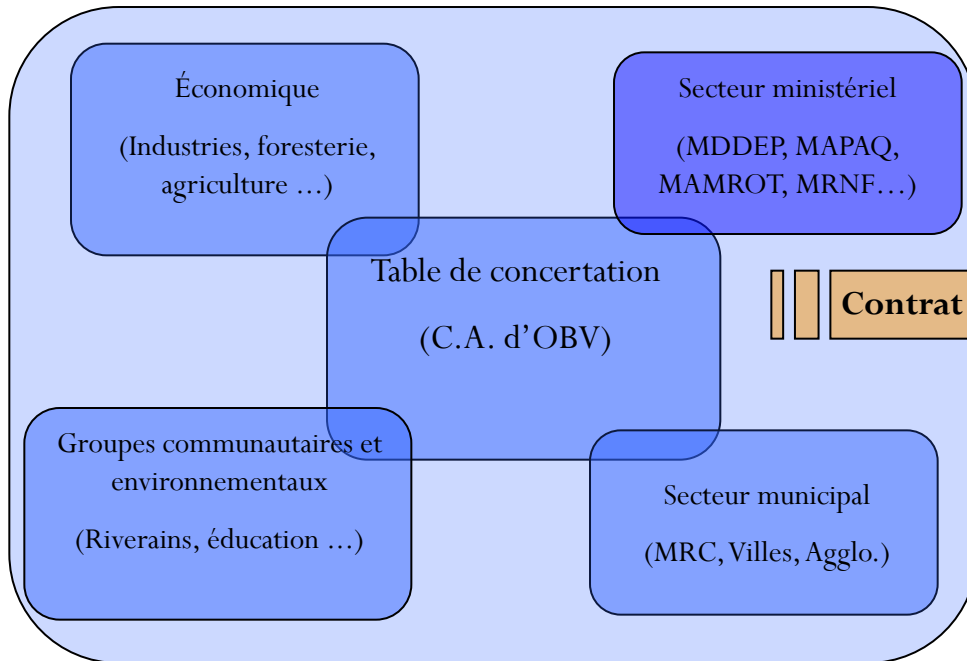 Économique
(Industries, foresterie,
agriculture …)
Secteur ministériel
(MDDEP, MAPAQ,
MAMROT, MRNF…)
Table de concertation
(C.A. d’OBV)
Contrat
Groupes communautaires et
environnementaux
(Riverains, éducation …)
Secteur municipal
(MRC, Villes, Agglo.)